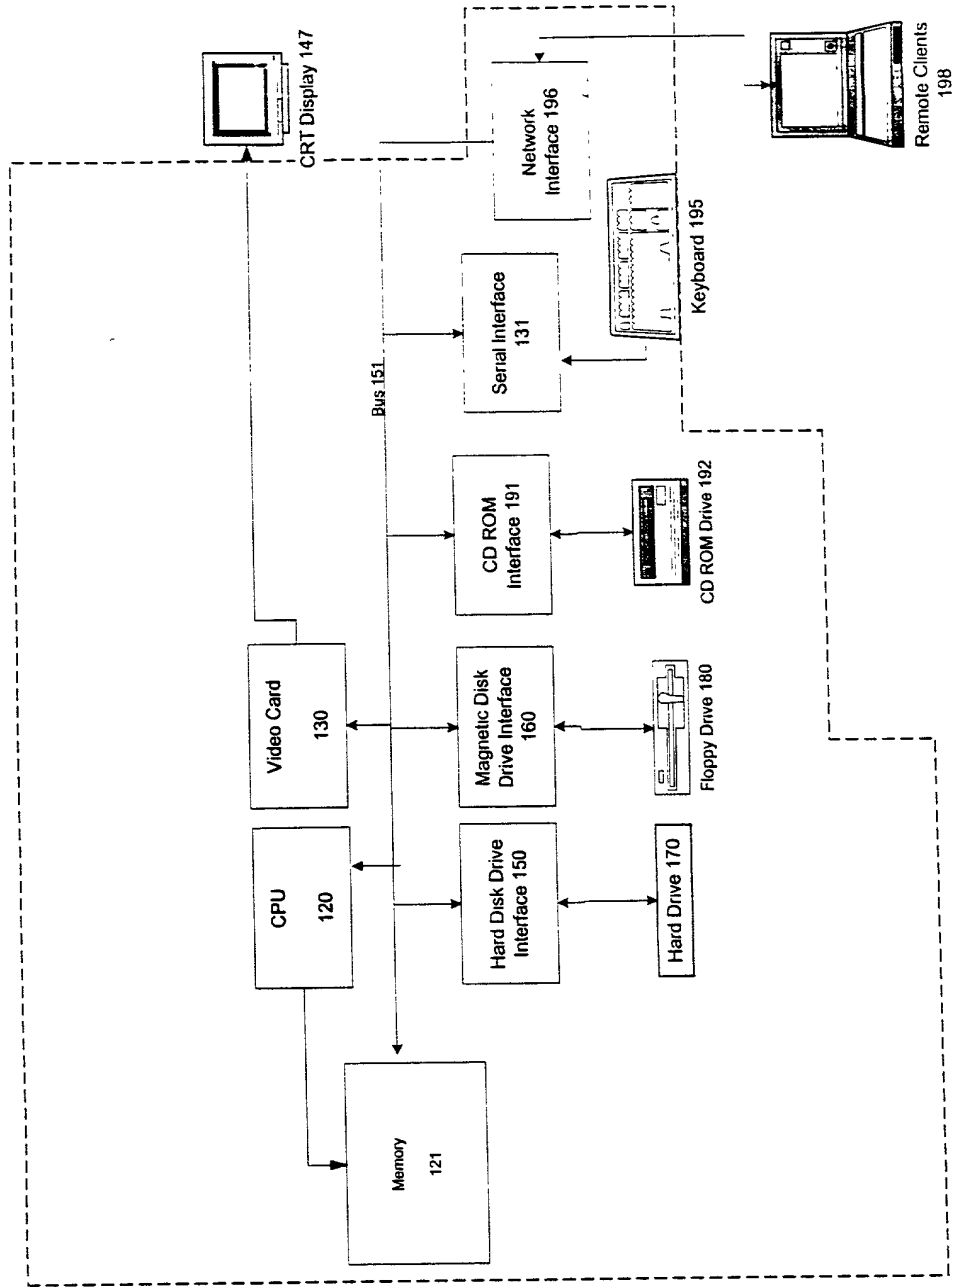 Memory
121
CPU
120
Video Card
130
CRT Display 147
Bus 151
Hard Disk Drive
Interface 150
Magnetic Disk
Drive Interface
160
CD ROM
Interface 191
Serial Interface
131
Network
Interface 196
Hard Drive 170
Floppy Drive 180
CD ROM Drive 192
Keyboard 195
Remote Clients
198